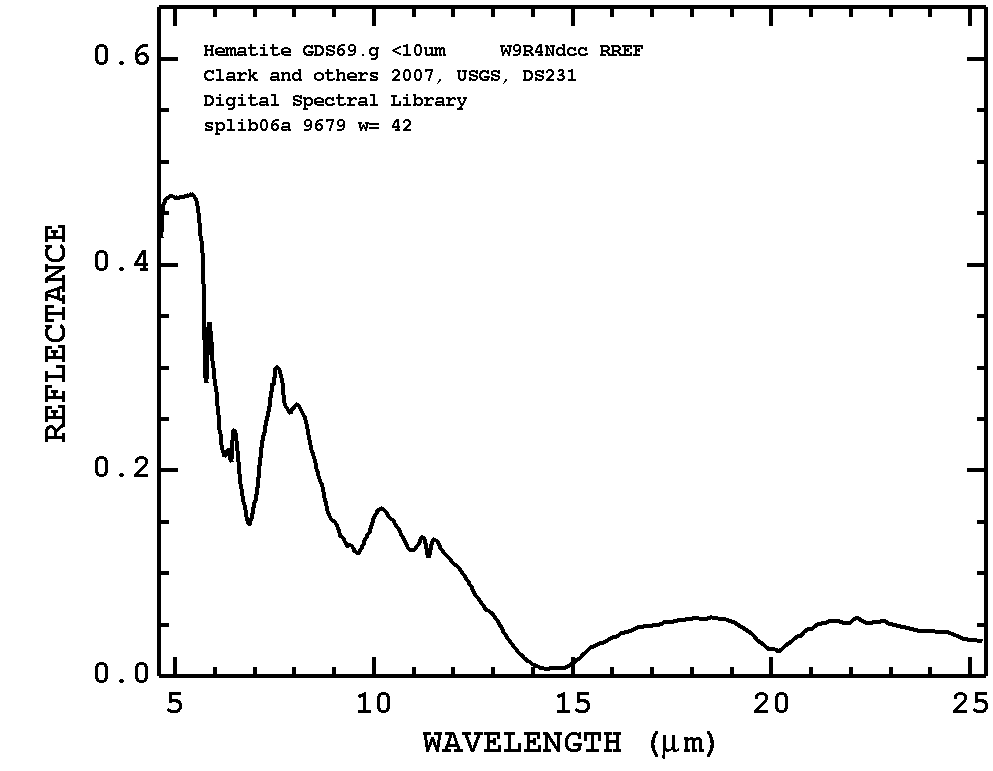 Hematite GDS69.g <10um W9R4Ndcc RREF
Clark and others 2007, USGS, DS231
Digital Spectral Library
splib06a 9679 w= 42
REFLECTANCE
0.6
0.4
0.2
0.0
5 10 15 20 25
WAVELENGTH (μm)